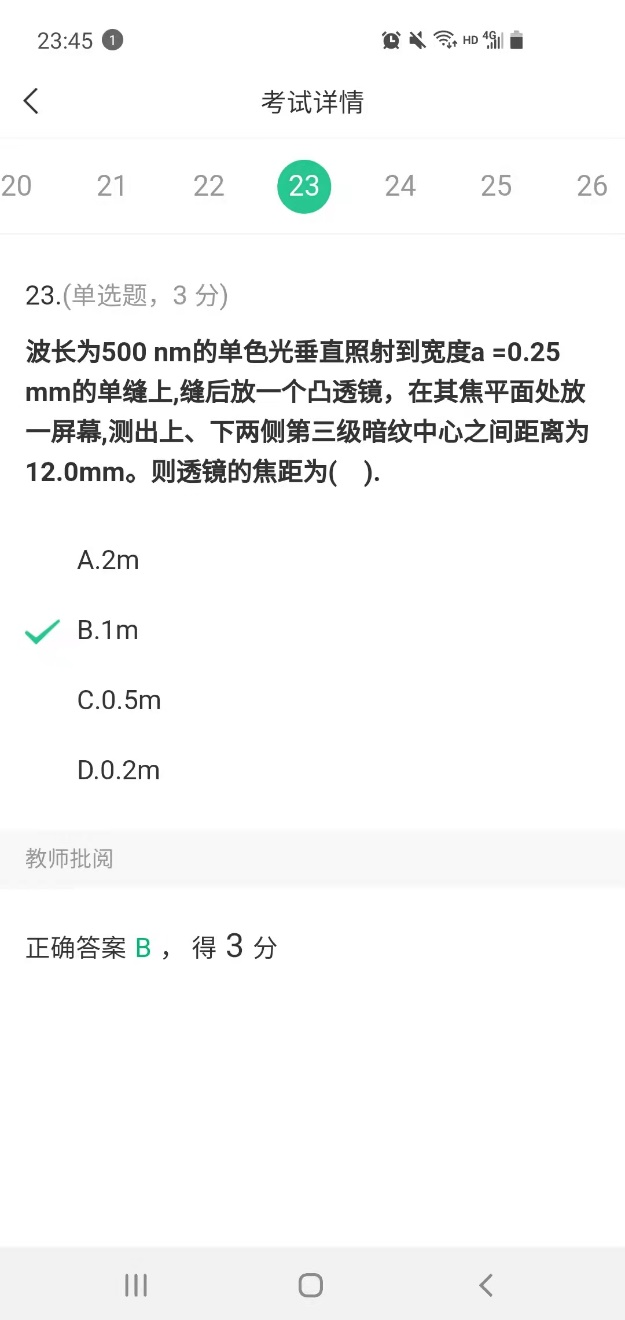 23:45 1 HD 4G
考试详情
20 21 22 23 24 25 26
23.(单选题，3 分)
波长为500 nm的单色光垂直照射到宽度a =0.25
mm的单缝上,缝后放一个凸透镜，在其焦平面处放
一屏幕,测出上、下两侧第三级暗纹中心之间距离为
12.0mm。则透镜的焦距为( ).
A.2m
B.1m
C.0.5m
D.0.2m
教师批阅
正确答案 B ， 得 3 分